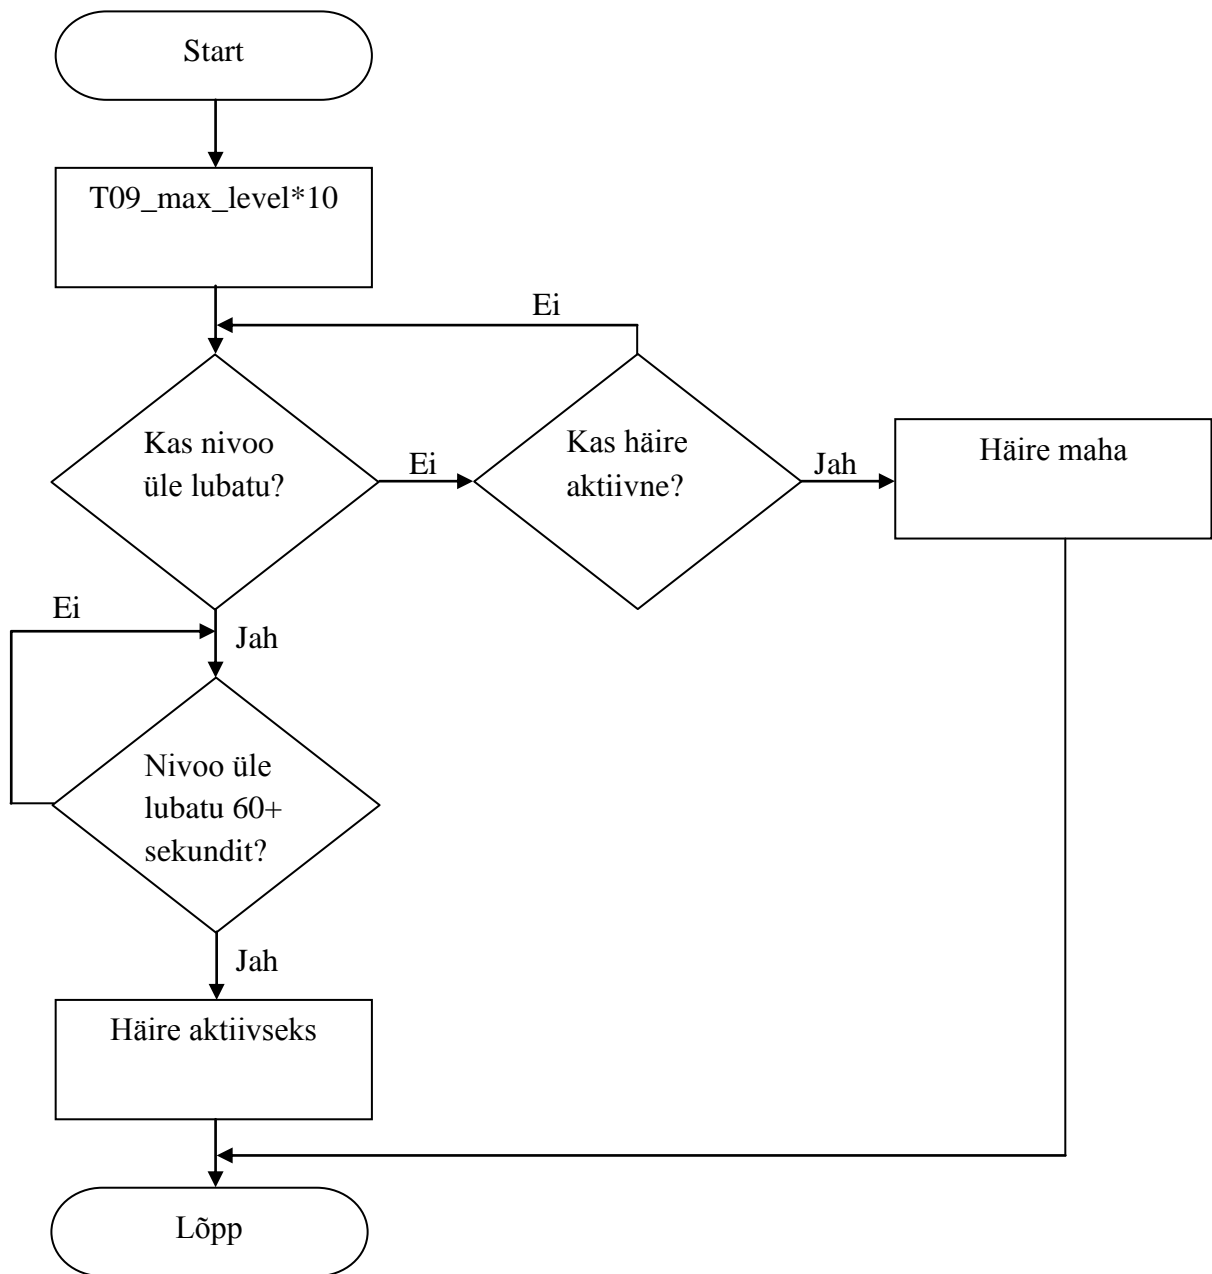 Start
T09_max_level*10
Ei
Kas nivoo
üle lubatu?
Ei
Kas häire
aktiivne?
Jah
Häire maha
Ei
Jah
Nivoo üle
lubatu 60+
sekundit?
Jah
Häire aktiivseks
Lõpp